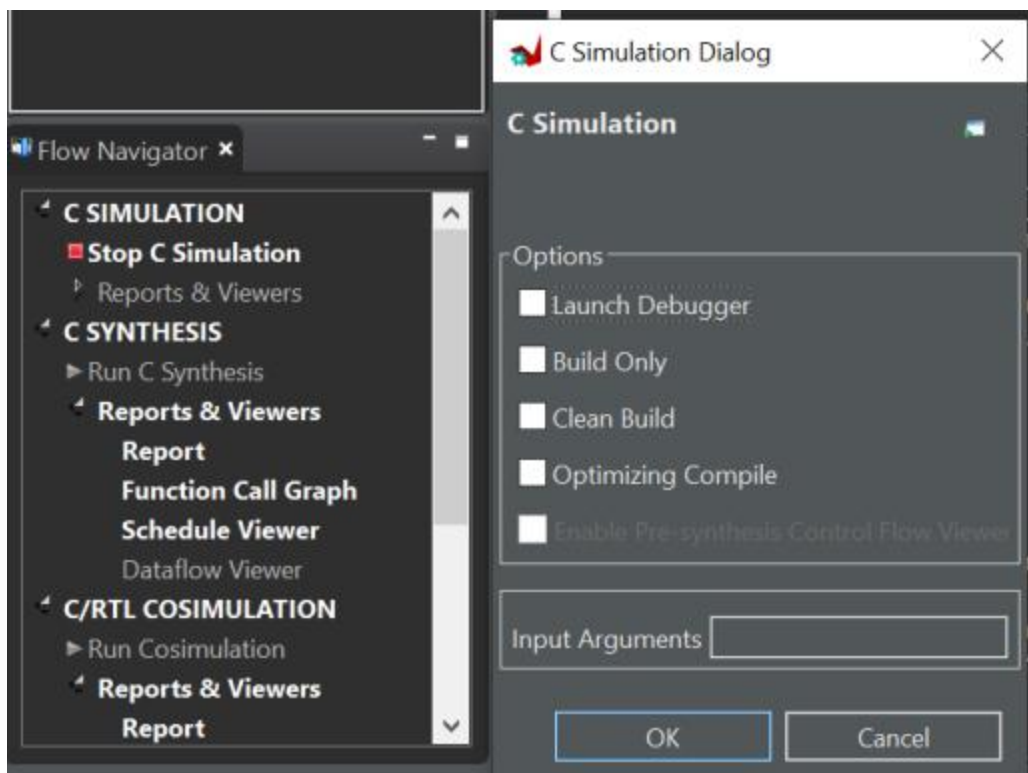 Flow Navigator
C SIMULATION
Stop C Simulation
Reports & Viewers
C SYNTHESIS
Run C Synthesis
Reports & Viewers
Report
Function Call Graph
Schedule Viewer
Dataflow Viewer
C/RTL COSIMULATION
Run Cosimulation
Reports & Viewers
Report
C Simulation Dialog
C Simulation
Options
Launch Debugger
Build Only
Clean Build
Optimizing Compile
Enable Pre-synthesis Control Flow Viewer
Input Arguments
OK
Cancel